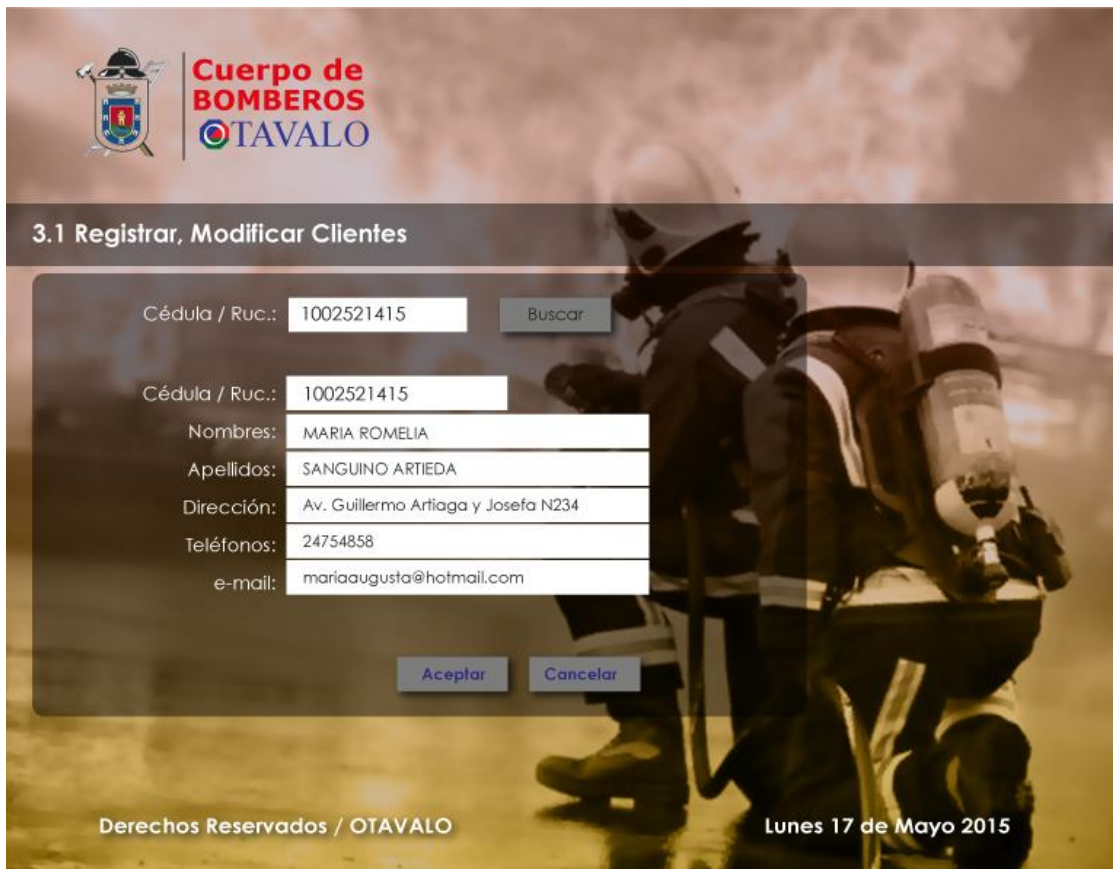 Cuerpo de
BOMBEROS
OTAVALO
3.1 Registrar, Modificar Clientes
Cédula / Ruc.: 1002521415 Buscar
Cédula / Ruc.: 1002521415
Nombres: MARIA ROMELIA
Apellidos: SANGUINO ARTIEDA
Dirección: Av. Guillermo Artiaga y Josefa N234
Teléfonos: 24754858
e-mail: mariaaugusta@hotmail.com
Aceptar Cancelar
Derechos Reservados / OTAVALO Lunes 17 de Mayo 2015